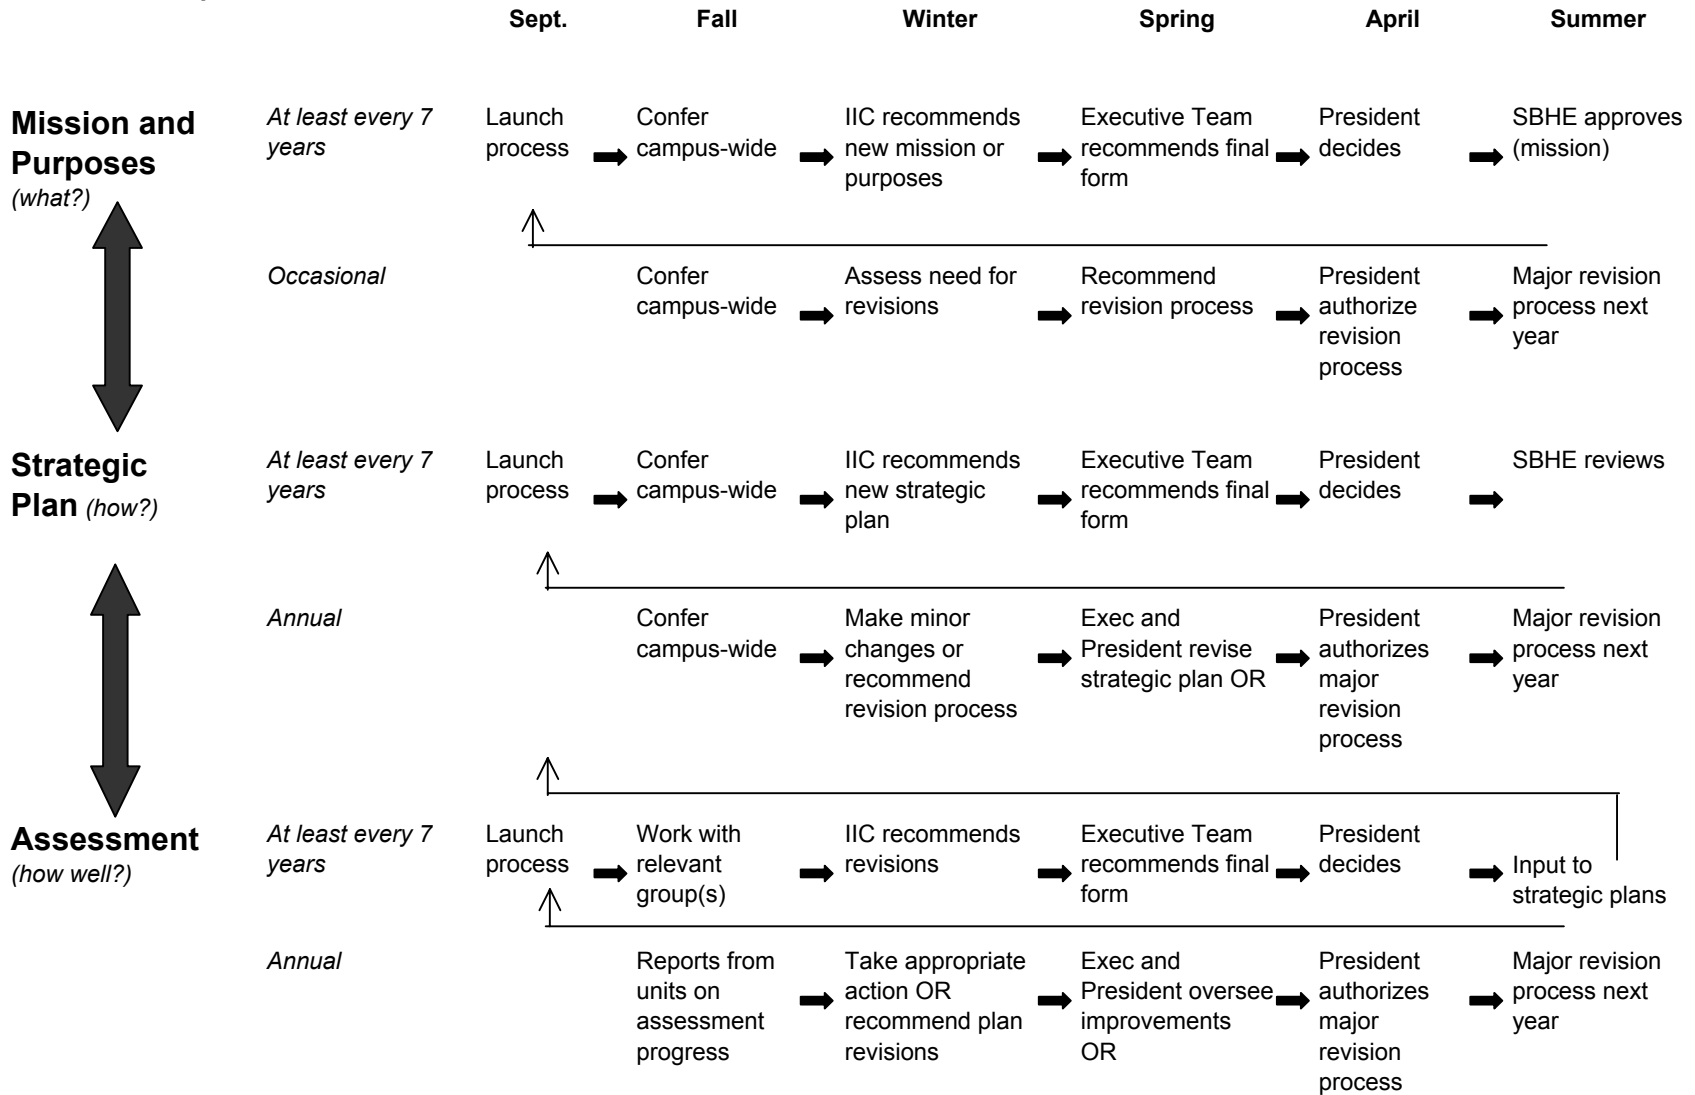 Sept. Fall Winter Spring April Summer
Mission and
Purposes
(what?)
At least every 7
years
Launch
process
Confer
campus-wide
IIC recommends
new mission or
purposes
Executive Team
recommends final
form
President
decides
SBHE approves
(mission)
Occasional
Confer
campus-wide
Assess need for
revisions
Recommend
revision process
President
authorize
revision
process
Major revision
process next
year
Strategic
Plan (how?)
At least every 7
years
Launch
process
Confer
campus-wide
IIC recommends
new strategic
plan
Executive Team
recommends final
form
President
decides
SBHE reviews
Annual
Confer
campus-wide
Make minor
changes or
recommend
revision process
Exec and
President revise
strategic plan OR
President
authorizes
major
revision
process
Major revision
process next
year
Assessment
(how well?)
At least every 7
years
Launch
process
Work with
relevant
group(s)
IIC recommends
revisions
Executive Team
recommends final
form
President
decides
Input to
strategic plans
Annual
Reports from
units on
assessment
progress
Take appropriate
action OR
recommend plan
revisions
Exec and
President oversee
improvements
OR
President
authorizes
major
revision
process
Major revision
process next
year